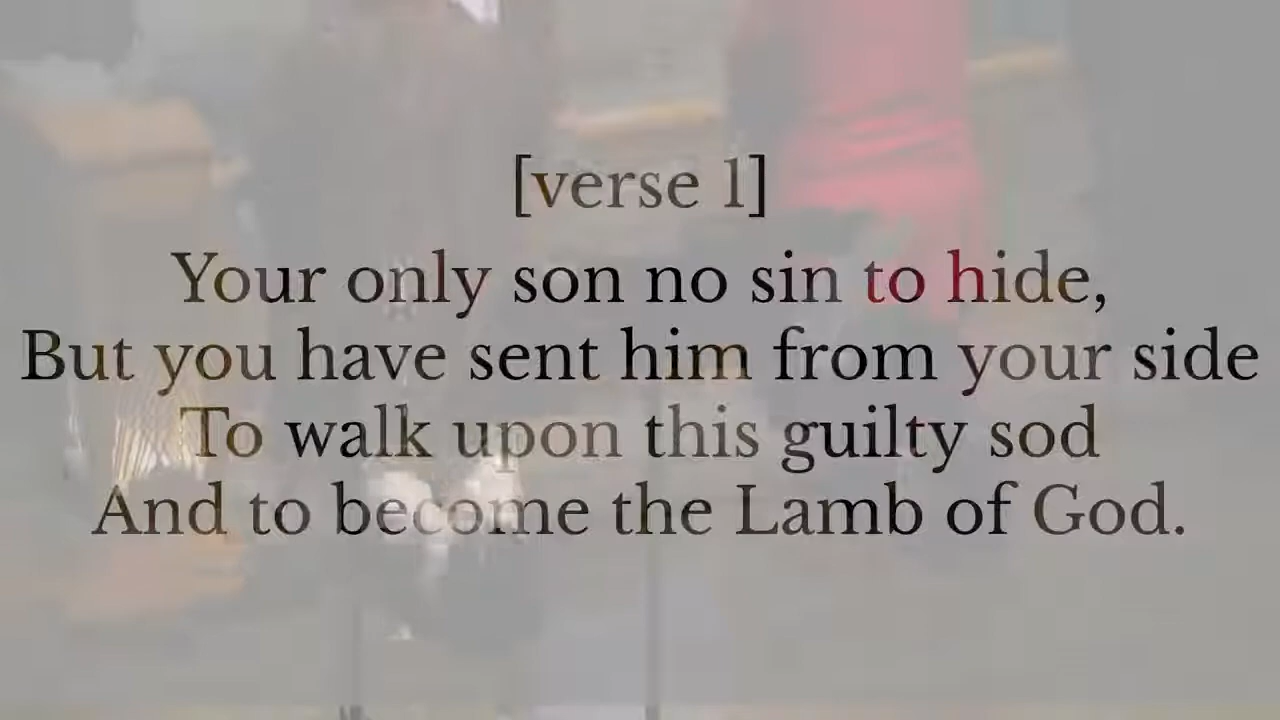 [verse 1]
Your only son no sin to hide,
But you have sent him from your side
To walk upon this guilty sod
And to become the Lamb of God.